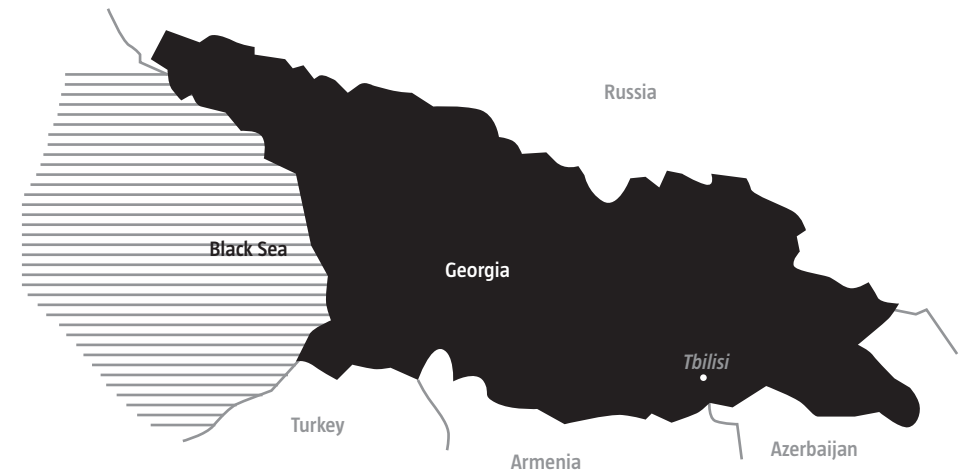 Russia
Black Sea
Georgia
Tbilisi
Turkey
Azerbaijan
Armenia